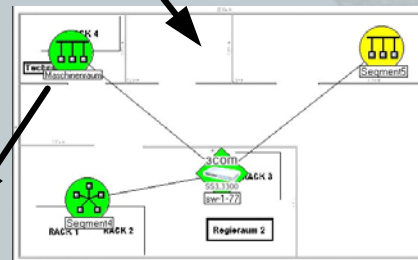 RACK 4
Techn
Maschinenraum
Segment5
3com
RACK 3
SS3 3300
sw-1-77
Segment4
RACK 1
RACK 2
Regieraum 2